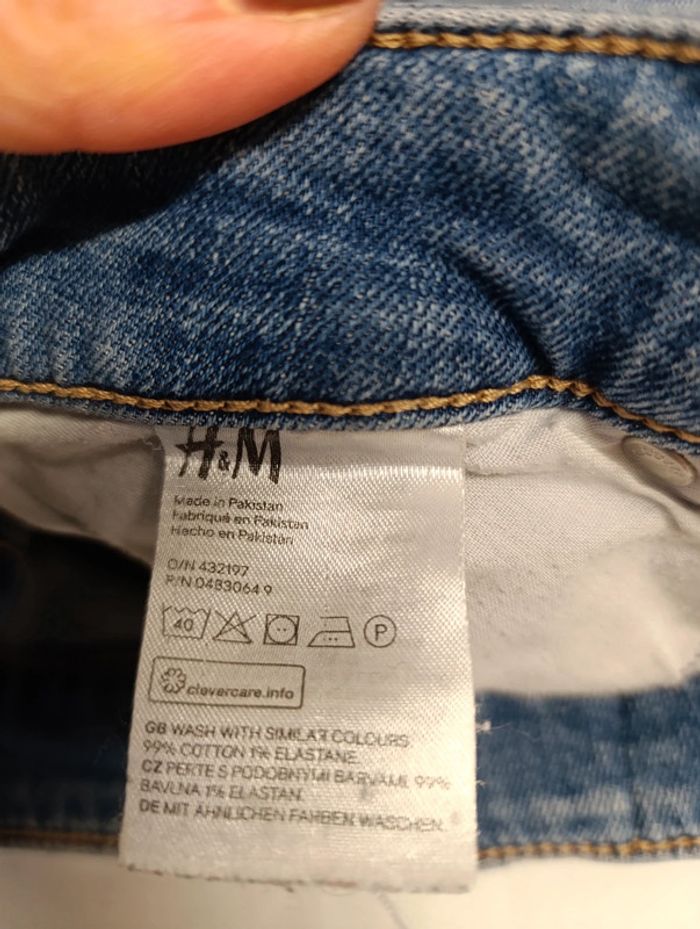 H&M
Made in Pakistan
Fabriqué en Pakistan
Hecho en Pakistán
O/N 432197
P/N 0483064 9
40 P
clevercare.info
GB WASH WITH SIMILAR COLOURS
99% COTTON 1% ELASTANE
CZ PERTE S PODOBNÝMI BARVAMI. 99%
BAVLNA 1% ELASTAN.
DE MIT ÄHNLICHEN FARBEN WASCHEN.